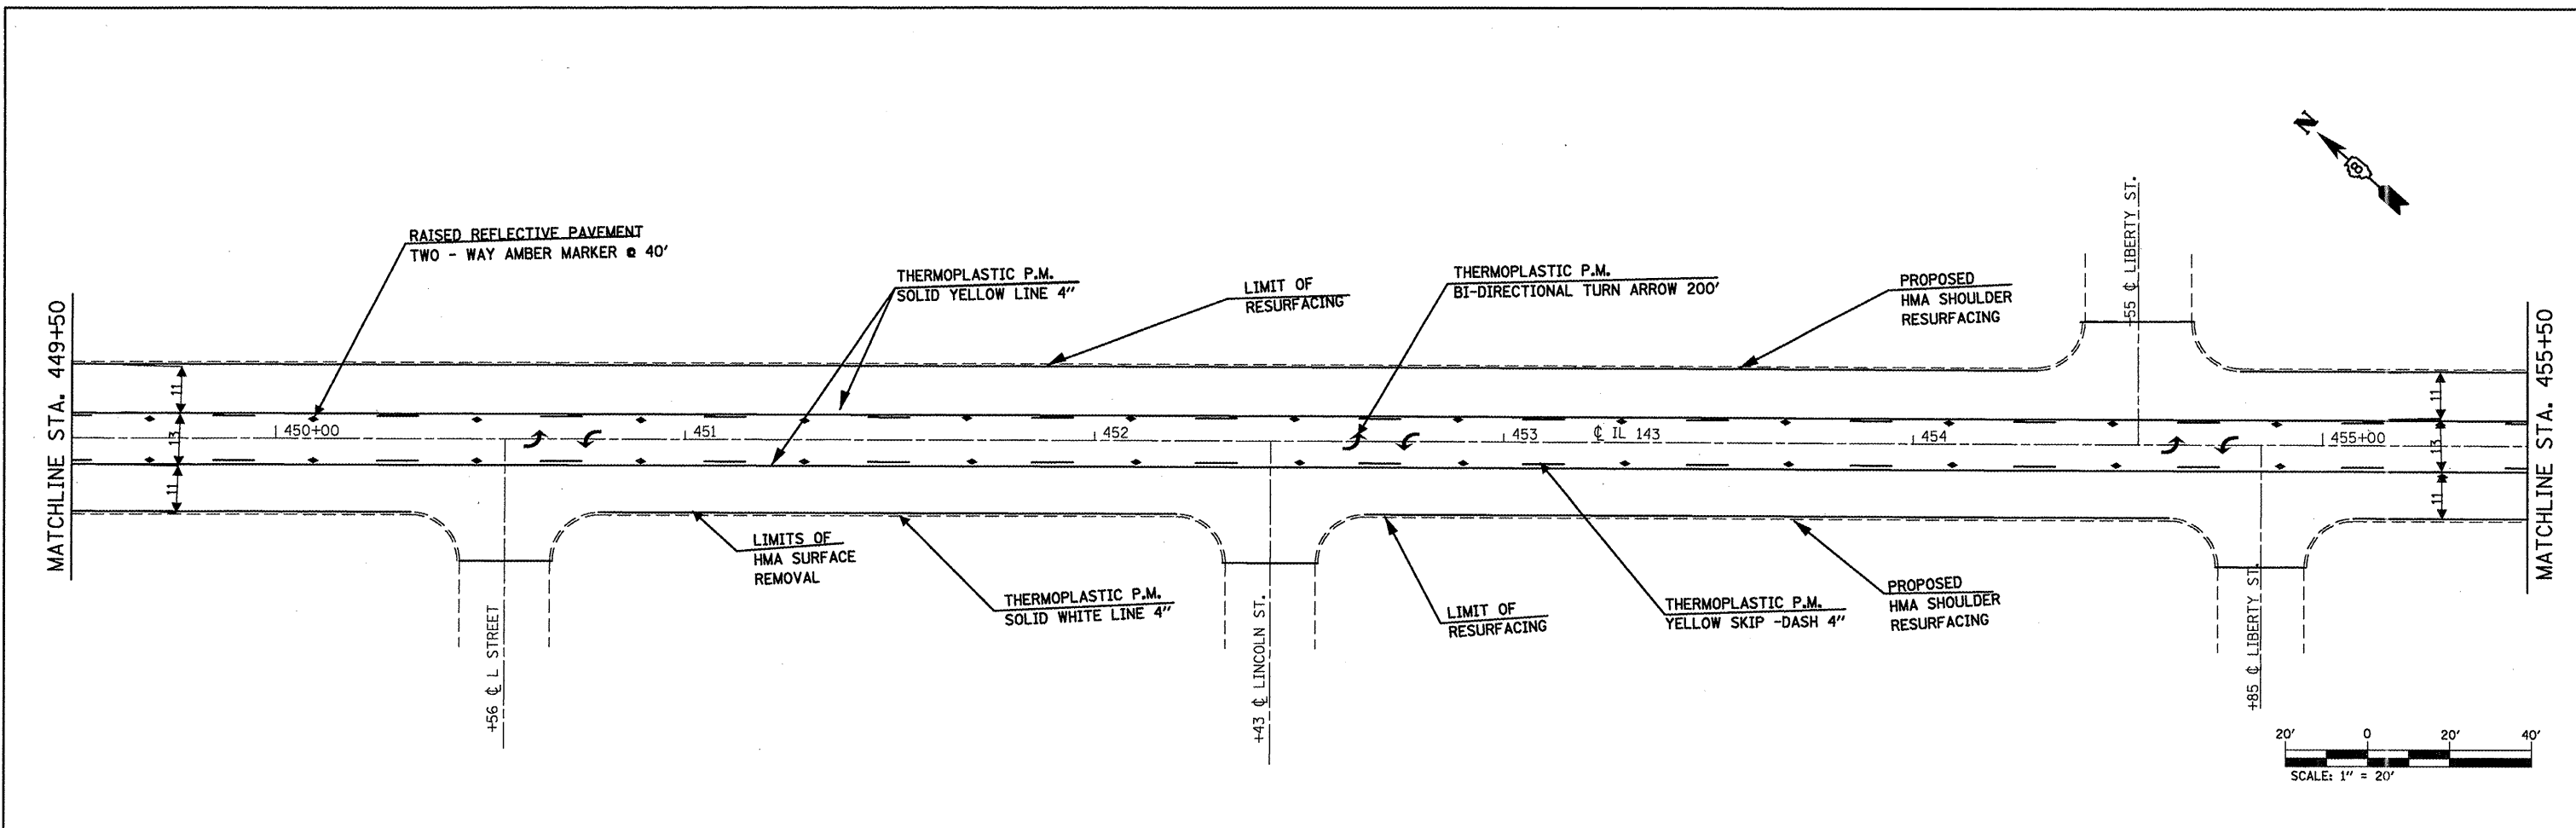 N
8
RAISED REFLECTIVE PAVEMENT
TWO - WAY AMBER MARKER @ 40'
THERMOPLASTIC P.M.
SOLID YELLOW LINE 4"
LIMIT OF
RESURFACING
THERMOPLASTIC P.M.
BI-DIRECTIONAL TURN ARROW 200'
PROPOSED
HMA SHOULDER
RESURFACING
+55 ℄ LIBERTY ST.
MATCHLINE STA. 449+50
MATCHLINE STA. 455+50
11
13
11
11
13
11
450+00
451
452
453
℄ IL 143
454
455+00
LIMITS OF
HMA SURFACE
REMOVAL
THERMOPLASTIC P.M.
SOLID WHITE LINE 4"
LIMIT OF
RESURFACING
THERMOPLASTIC P.M.
YELLOW SKIP -DASH 4"
PROPOSED
HMA SHOULDER
RESURFACING
+56 ℄ L STREET
+43 ℄ LINCOLN ST.
+85 ℄ LIBERTY ST.
20' 0 20' 40'
SCALE: 1" = 20'